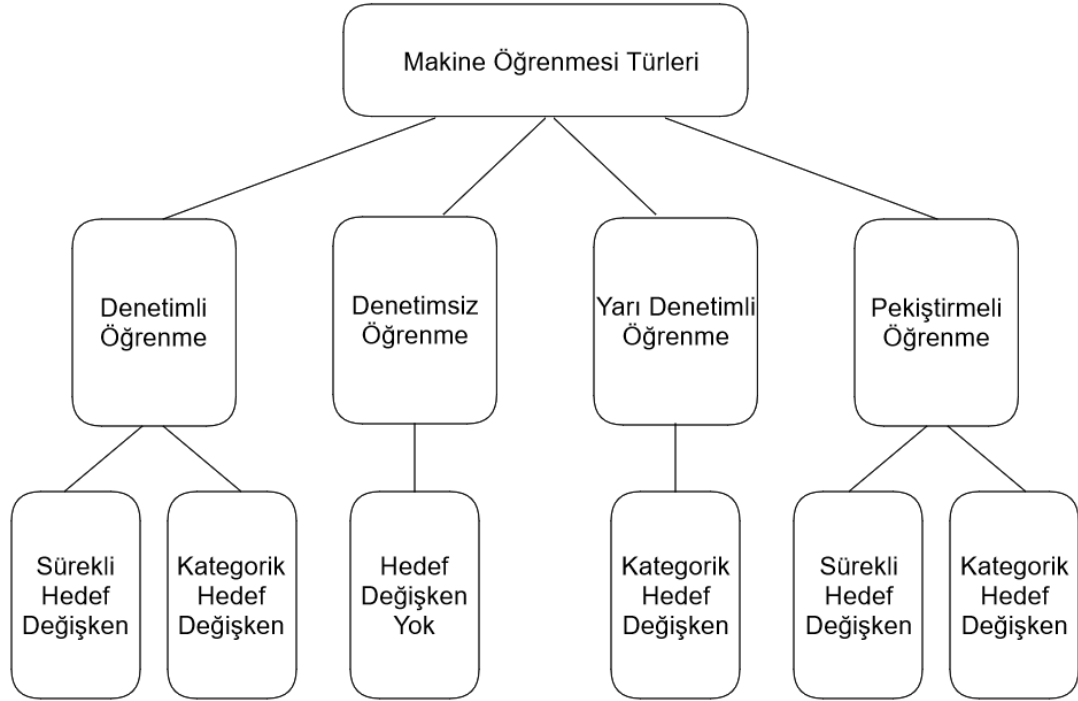 Makine Öğrenmesi Türleri
Denetimli
Öğrenme
Denetimsiz
Öğrenme
Yarı Denetimli
Öğrenme
Pekiştirmeli
Öğrenme
Sürekli
Hedef
Değişken
Kategorik
Hedef
Değişken
Hedef
Değişken
Yok
Kategorik
Hedef
Değişken
Sürekli
Hedef
Değişken
Kategorik
Hedef
Değişken